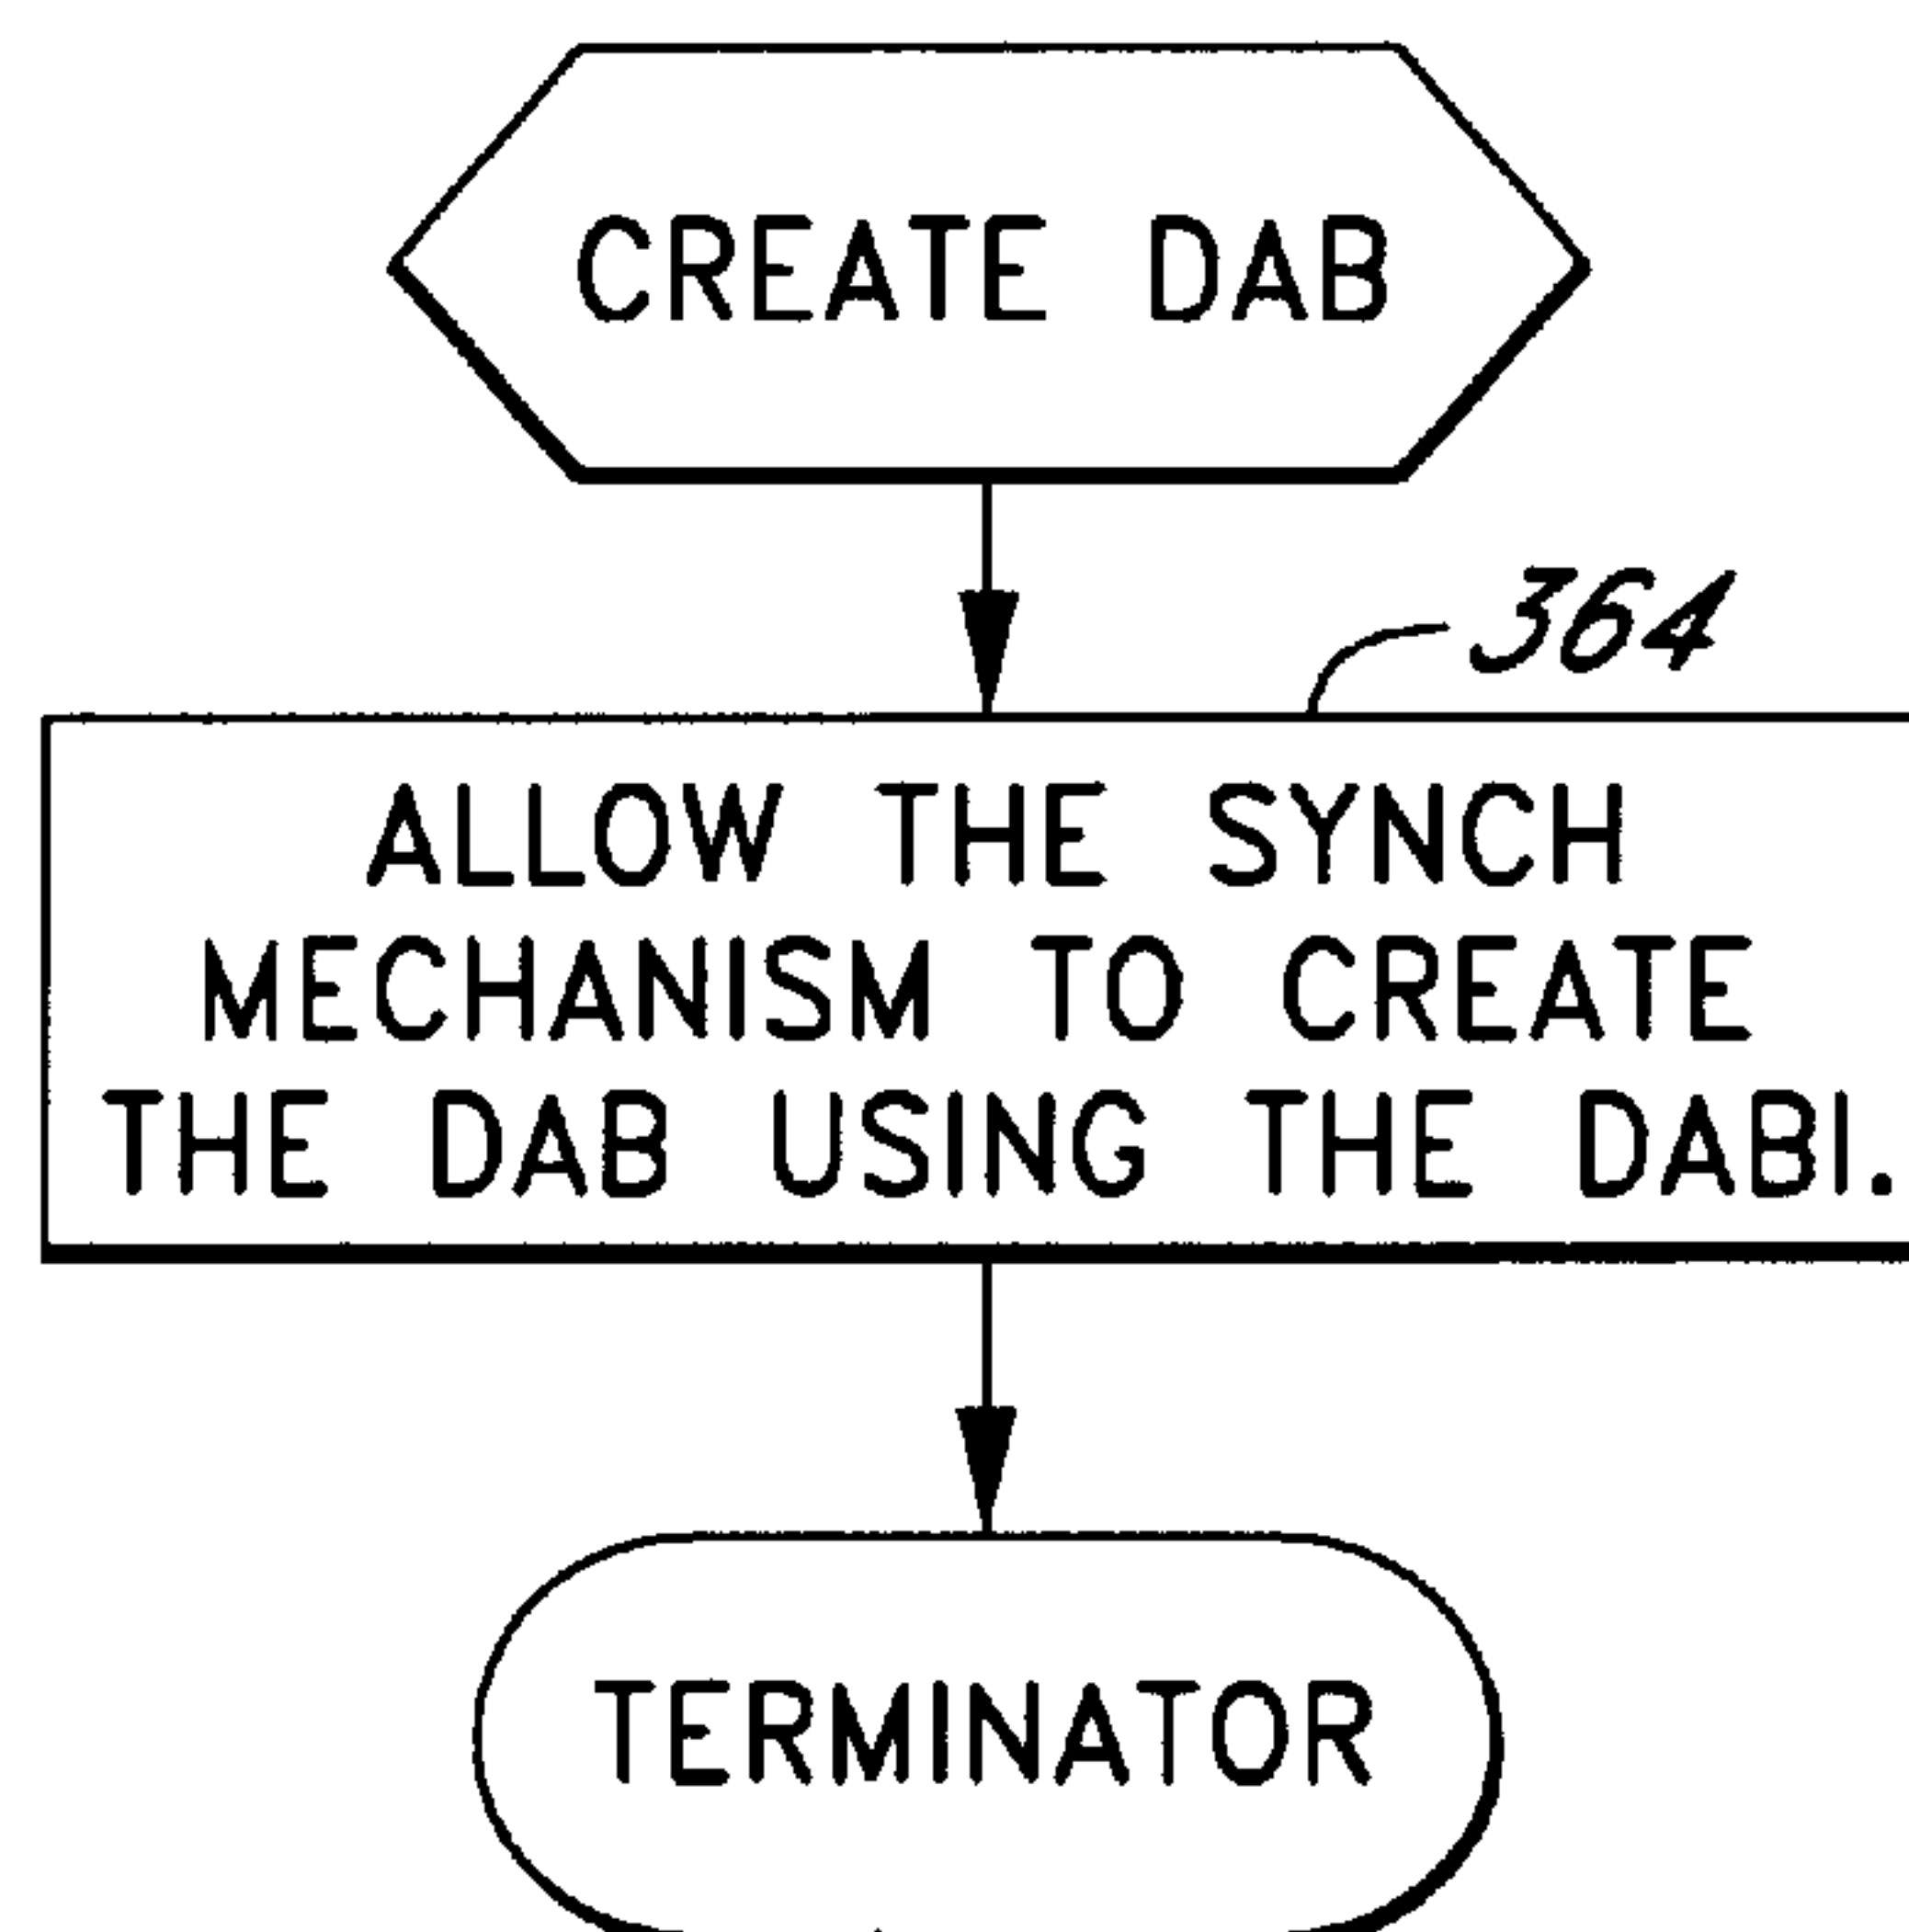 CREATE DAB
364
ALLOW THE SYNCH
MECHANISM TO CREATE
THE DAB USING THE DABI.
TERMINATOR